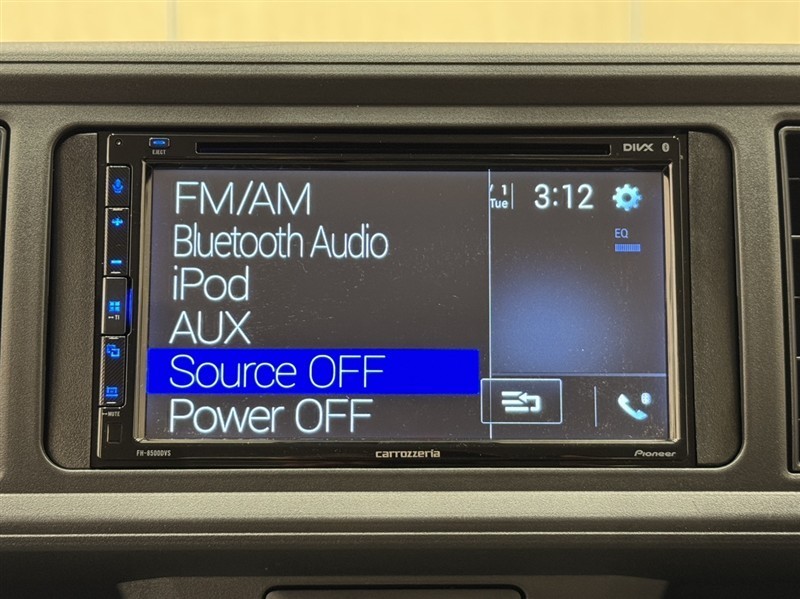 EJECT
DIVX
FM/AM
Bluetooth Audio
iPod
AUX
Source OFF
Power OFF
1
Tue
3:12
EQ
MUTE
FH-8500DVS
carrozzeria
Pioneer